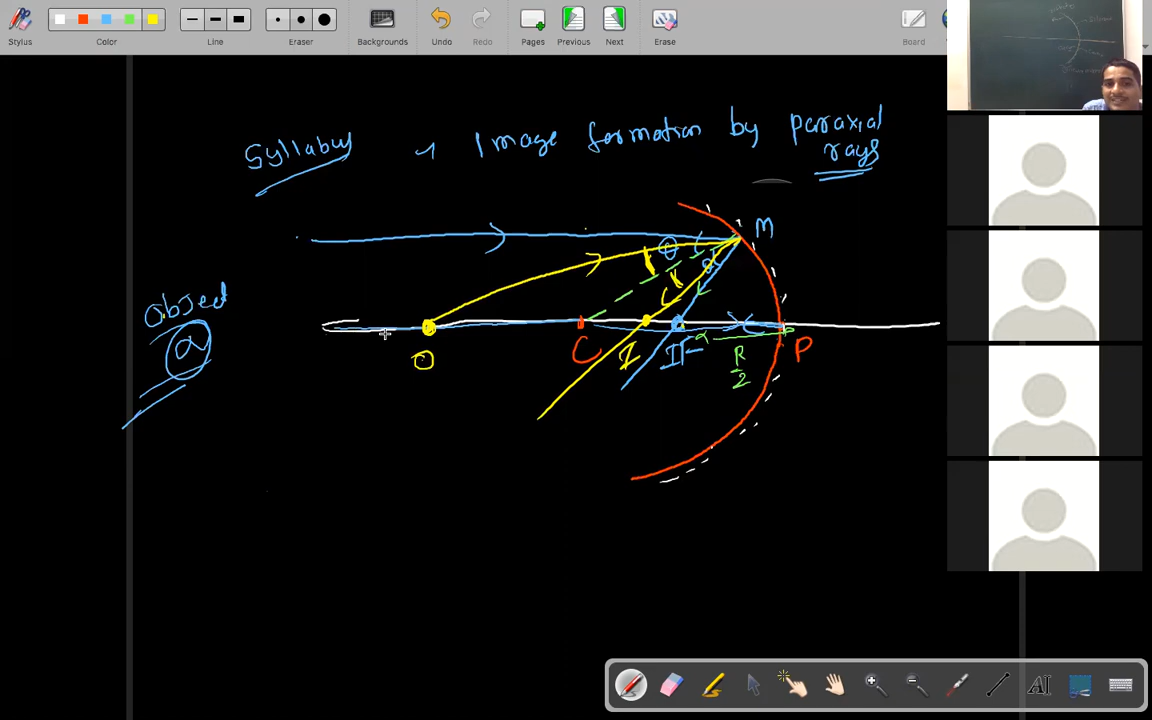 Stylus Color Line Eraser Backgrounds Undo Redo Pages Previous Next Erase Board
Syllabus Image formation by paraxial
rays
M
θ
object
α
O
C
I
P
R
2
AI